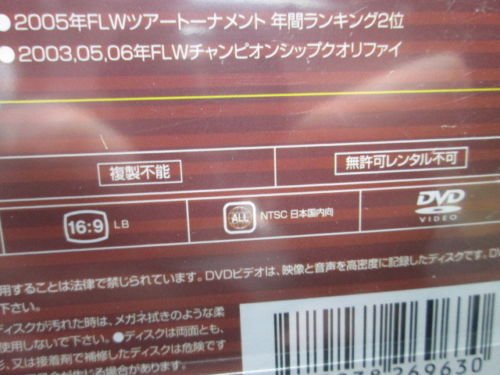 ●2005年FLWツアートーナメント 年間ランキング2位
●2003,05,06年FLWチャンピオンシップクオリファイ
複製不能
無許可レンタル不可
16:9 LB
ALL NTSC 日本国内向
DVD
VIDEO
用することは法律で禁じられています。DVDビデオは、映像と音声を高密度に記録したディスクです。D
ディスクが汚れた時は、メガネ拭きのような柔
使用しないで下さい。●ディスクは両面とも、
形、又は接着剤で補修したディスクは危険です